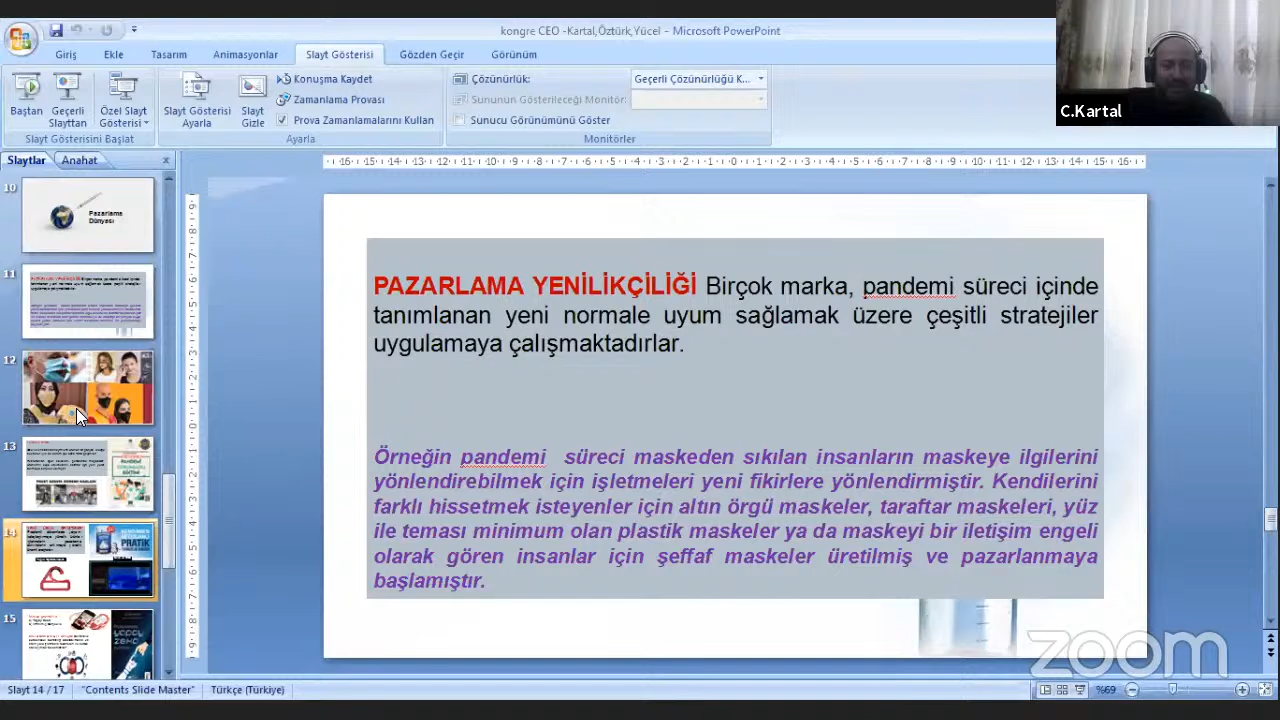 kongre CEO -Kartal,Öztürk,Yücel - Microsoft PowerPoint
Giriş Ekle Tasarım Animasyonlar Slayt Gösterisi Gözden Geçir Görünüm
Baştan
Geçerli Slayttan
Özel Slayt Gösterisi
Slayt Gösterisini Başlat
Slayt Gösterisi Ayarla
Slayt Gizle
Konuşma Kaydet
Zamanlama Provası
Prova Zamanlamalarını Kullan
Ayarla
Çözünürlük: Geçerli Çözünürlüğü K...
Sununun Gösterileceği Monitör:
Sunucu Görünümünü Göster
Monitörler
C.Kartal
Slaytlar Anahat
10
Pazarlama
Dünyası
11
12
13
14
15
PAZARLAMA YENİLİKÇİLİĞİ Birçok marka, pandemi süreci içinde
tanımlanan yeni normale uyum sağlamak üzere çeşitli stratejiler
uygulamaya çalışmaktadırlar.
Örneğin pandemi süreci maskeden sıkılan insanların maskeye ilgilerini
yönlendirebilmek için işletmeleri yeni fikirlere yönlendirmiştir. Kendilerini
farklı hissetmek isteyenler için altın örgü maskeler, taraftar maskeleri, yüz
ile teması minimum olan plastik maskeler ya da maskeyi bir iletişim engeli
olarak gören insanlar için şeffaf maskeler üretilmiş ve pazarlanmaya
başlamıştır.
zoom
Slayt 14 / 17 "Contents Slide Master" Türkçe (Türkiye) %69